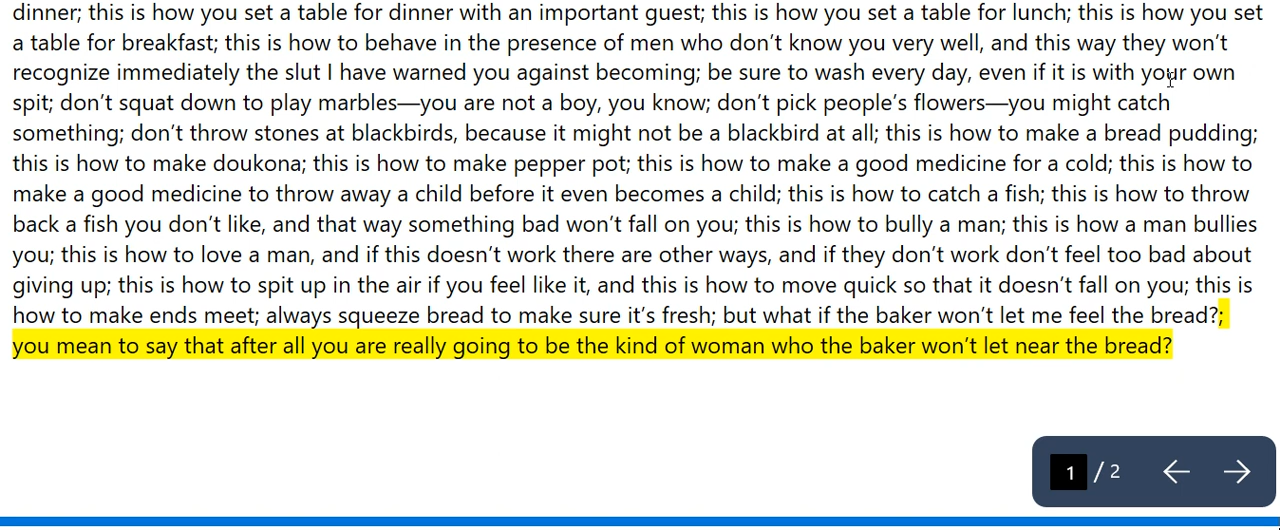 dinner; this is how you set a table for dinner with an important guest; this is how you set a table for lunch; this is how you set
a table for breakfast; this is how to behave in the presence of men who don’t know you very well, and this way they won’t
recognize immediately the slut I have warned you against becoming; be sure to wash every day, even if it is with your own
spit; don’t squat down to play marbles—you are not a boy, you know; don’t pick people’s flowers—you might catch
something; don’t throw stones at blackbirds, because it might not be a blackbird at all; this is how to make a bread pudding;
this is how to make doukona; this is how to make pepper pot; this is how to make a good medicine for a cold; this is how to
make a good medicine to throw away a child before it even becomes a child; this is how to catch a fish; this is how to throw
back a fish you don’t like, and that way something bad won’t fall on you; this is how to bully a man; this is how a man bullies
you; this is how to love a man, and if this doesn’t work there are other ways, and if they don’t work don’t feel too bad about
giving up; this is how to spit up in the air if you feel like it, and this is how to move quick so that it doesn’t fall on you; this is
how to make ends meet; always squeeze bread to make sure it’s fresh; but what if the baker won’t let me feel the bread?;
you mean to say that after all you are really going to be the kind of woman who the baker won’t let near the bread?
1 / 2